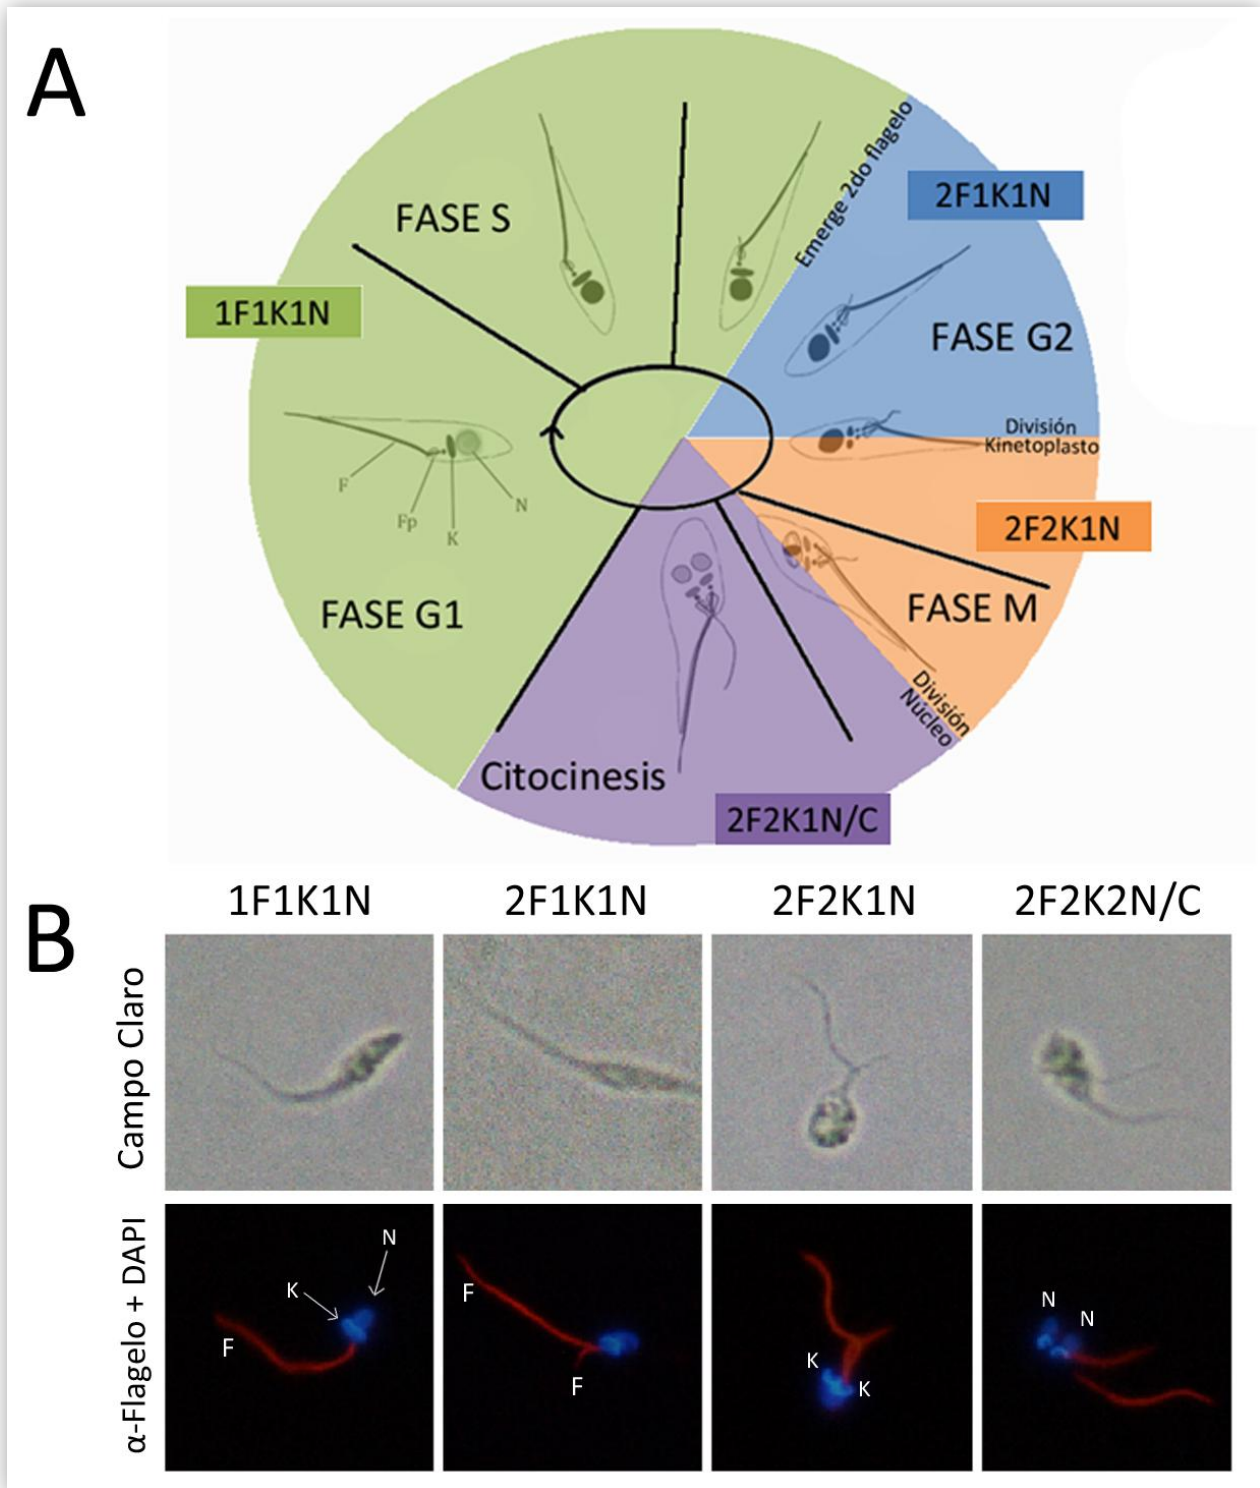 A
Emerge 2do flagelo
2F1K1N
FASE S
1F1K1N
FASE G2
División
Kinetoplasto
F
Fp
K
N
2F2K1N
FASE G1
FASE M
División
Núcleo
Citocinesis
2F2K1N/C
B
1F1K1N
2F1K1N
2F2K1N
2F2K2N/C
Campo Claro
α-Flagelo + DAPI
N
K
F
F
F
K
K
N
N